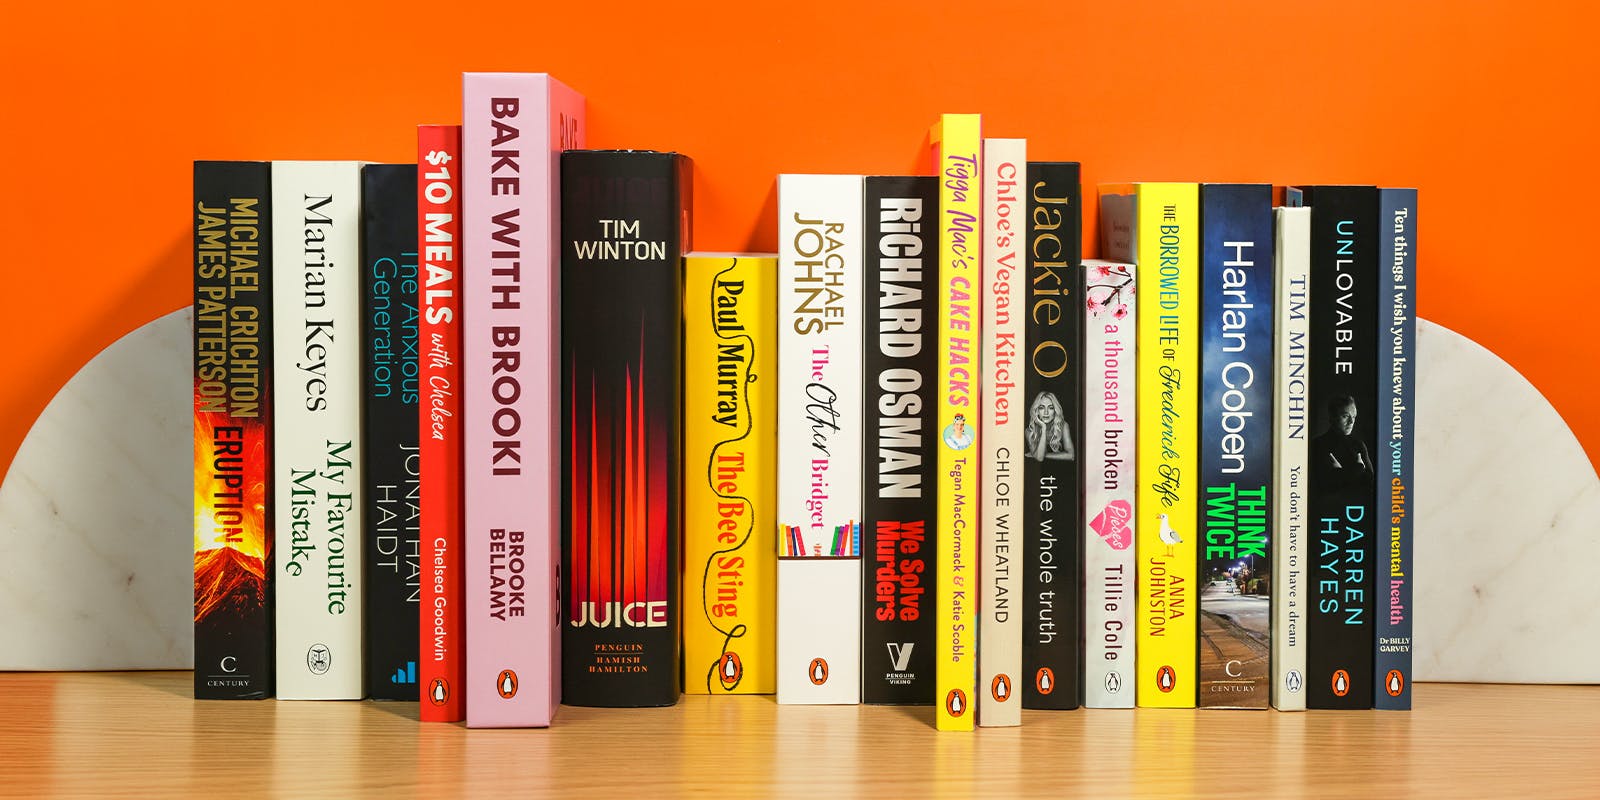 MICHAEL CRICHTON
JAMES PATTERSON
ERUPTION
C
CENTURY
Marian Keyes
My Favourite
Mistake
The Anxious
Generation
JONATHAN
HAIDT
$10 MEALS with Chelsea
Chelsea Goodwin
BAKE WITH BROOKI
BROOKE
BELLAMY
BAKE
TIM
WINTON
JUICE
PENGUIN
HAMISH
HAMILTON
Paul Murray
The Bee Sting
RACHAEL
JOHNS
The Other Bridget
RICHARD OSMAN
We Solve
Murders
V
PENGUIN
VIKING
Tigga Mac's CAKE HACKS
Tegan MacCormack & Katie Scoble
Chloe's Vegan Kitchen
CHLOE WHEATLAND
Jackie O
the whole truth
a thousand broken
Pieces
Tillie Cole
THE BORROWED LIFE OF Frederick Fife
ANNA
JOHNSTON
Harlan Coben
THINK
TWICE
C
CENTURY
TIM MINCHIN
You don't have to have a dream
UNLOVABLE
DARREN
HAYES
Ten things I wish you knew about your child's mental health
Dr BILLY
GARVEY